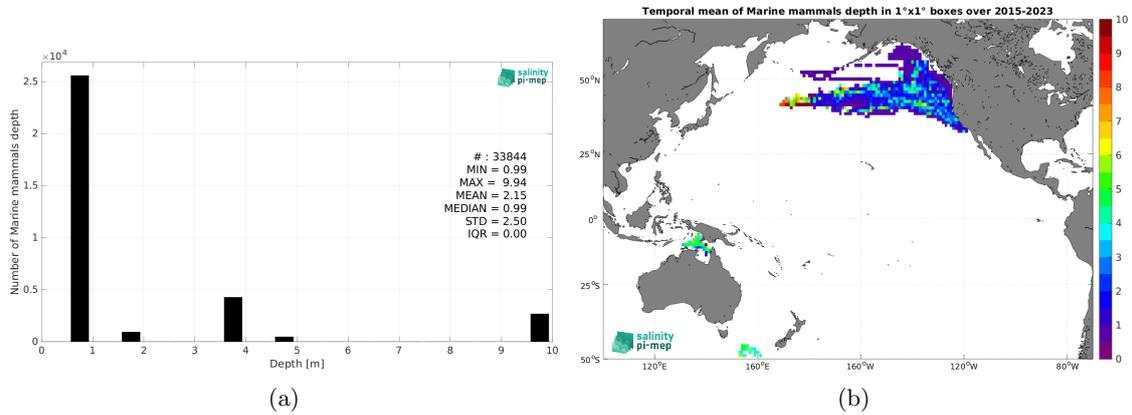 ×10⁴
2.5
2
1.5
1
0.5
0
Number of Marine mammals depth
salinity
pi-mep
# : 33844
MIN = 0.99
MAX = 9.94
MEAN = 2.15
MEDIAN = 0.99
STD = 2.50
IQR = 0.00
0 1 2 3 4 5 6 7 8 9 10
Depth [m]
(a)
Temporal mean of Marine mammals depth in 1°x1° boxes over 2015-2023
50°N
25°N
0°
25°S
50°S
salinity
pi-mep
120°E 160°E 160°W 120°W 80°W
10
9
8
7
6
5
4
3
2
1
0
(b)